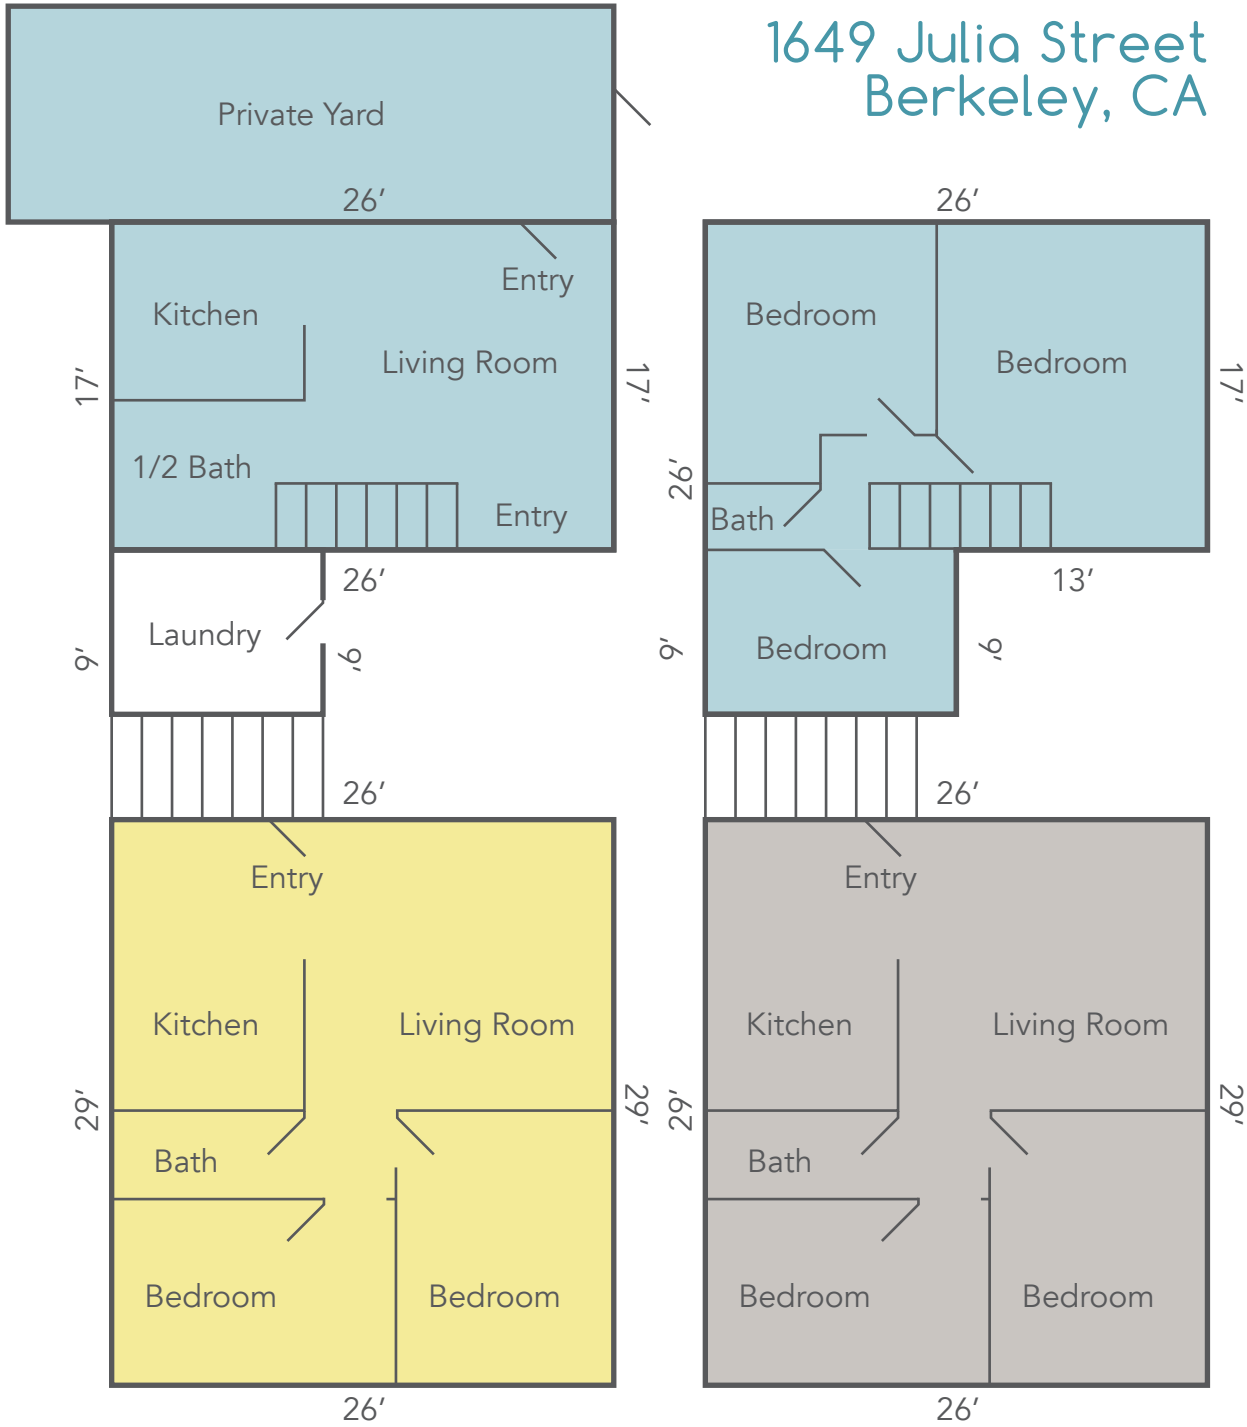 1649 Julia Street
Berkeley, CA
Private Yard
26′
Entry
Kitchen
Living Room
17′
17′
1/2 Bath
Entry
26′
Laundry
9′
9′
26′
Bedroom
Bedroom
17′
26′
Bath
13′
Bedroom
9′
9′
26′
Entry
Kitchen
Living Room
29′
29′
Bath
Bedroom
Bedroom
26′
26′
Entry
Kitchen
Living Room
29′
29′
Bath
Bedroom
Bedroom
26′